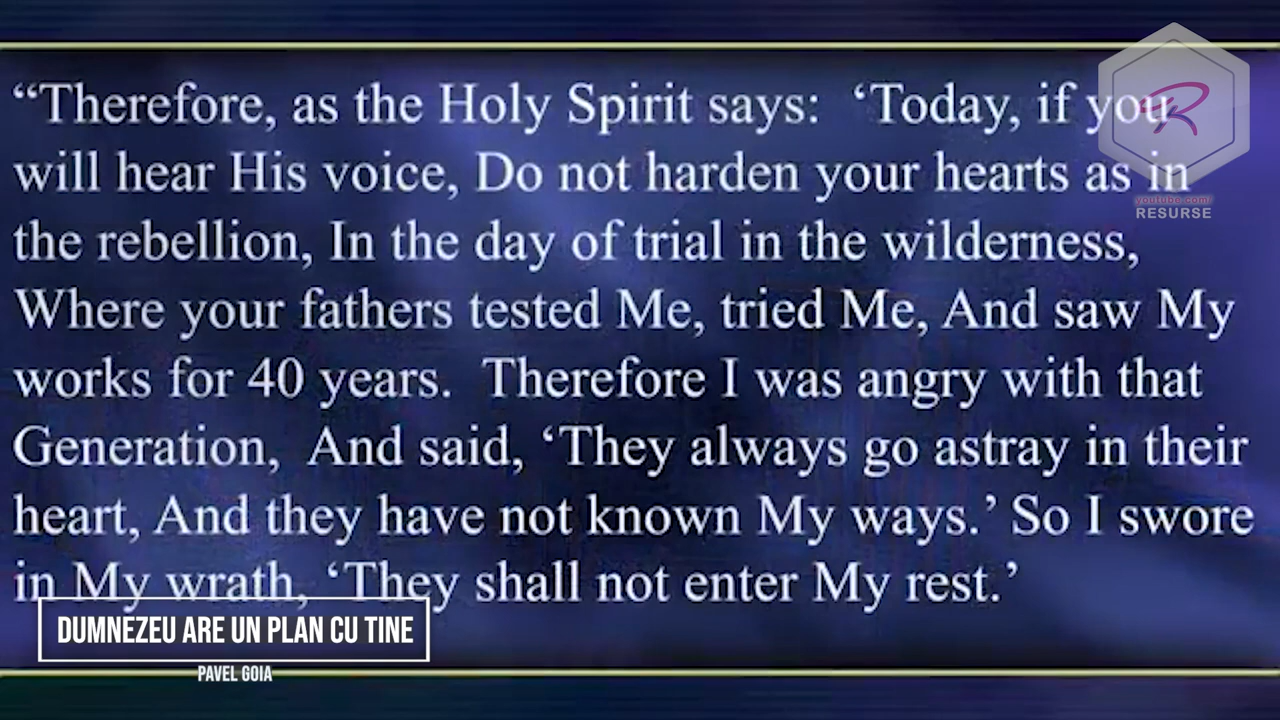 “Therefore, as the Holy Spirit says:  ‘Today, if you
will hear His voice, Do not harden your hearts as in
the rebellion, In the day of trial in the wilderness,
Where your fathers tested Me, tried Me, And saw My
works for 40 years.  Therefore I was angry with that
Generation,  And said, ‘They always go astray in their
heart, And they have not known My ways.’ So I swore
in My wrath,  ‘They shall not enter My rest.’
R
youtube.com/
RESURSE
DUMNEZEU ARE UN PLAN CU TINE
PAVEL GOIA